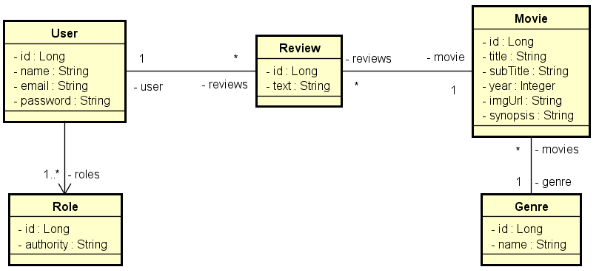 User
- id : Long
- name : String
- email : String
- password : String
1
- user
*
- reviews
Review
- id : Long
- text : String
- reviews
*
- movie
1
Movie
- id : Long
- title : String
- subTitle : String
- year : Integer
- imgUrl : String
- synopsis : String
1..* - roles
Role
- id : Long
- authority : String
* - movies
1 - genre
Genre
- id : Long
- name : String